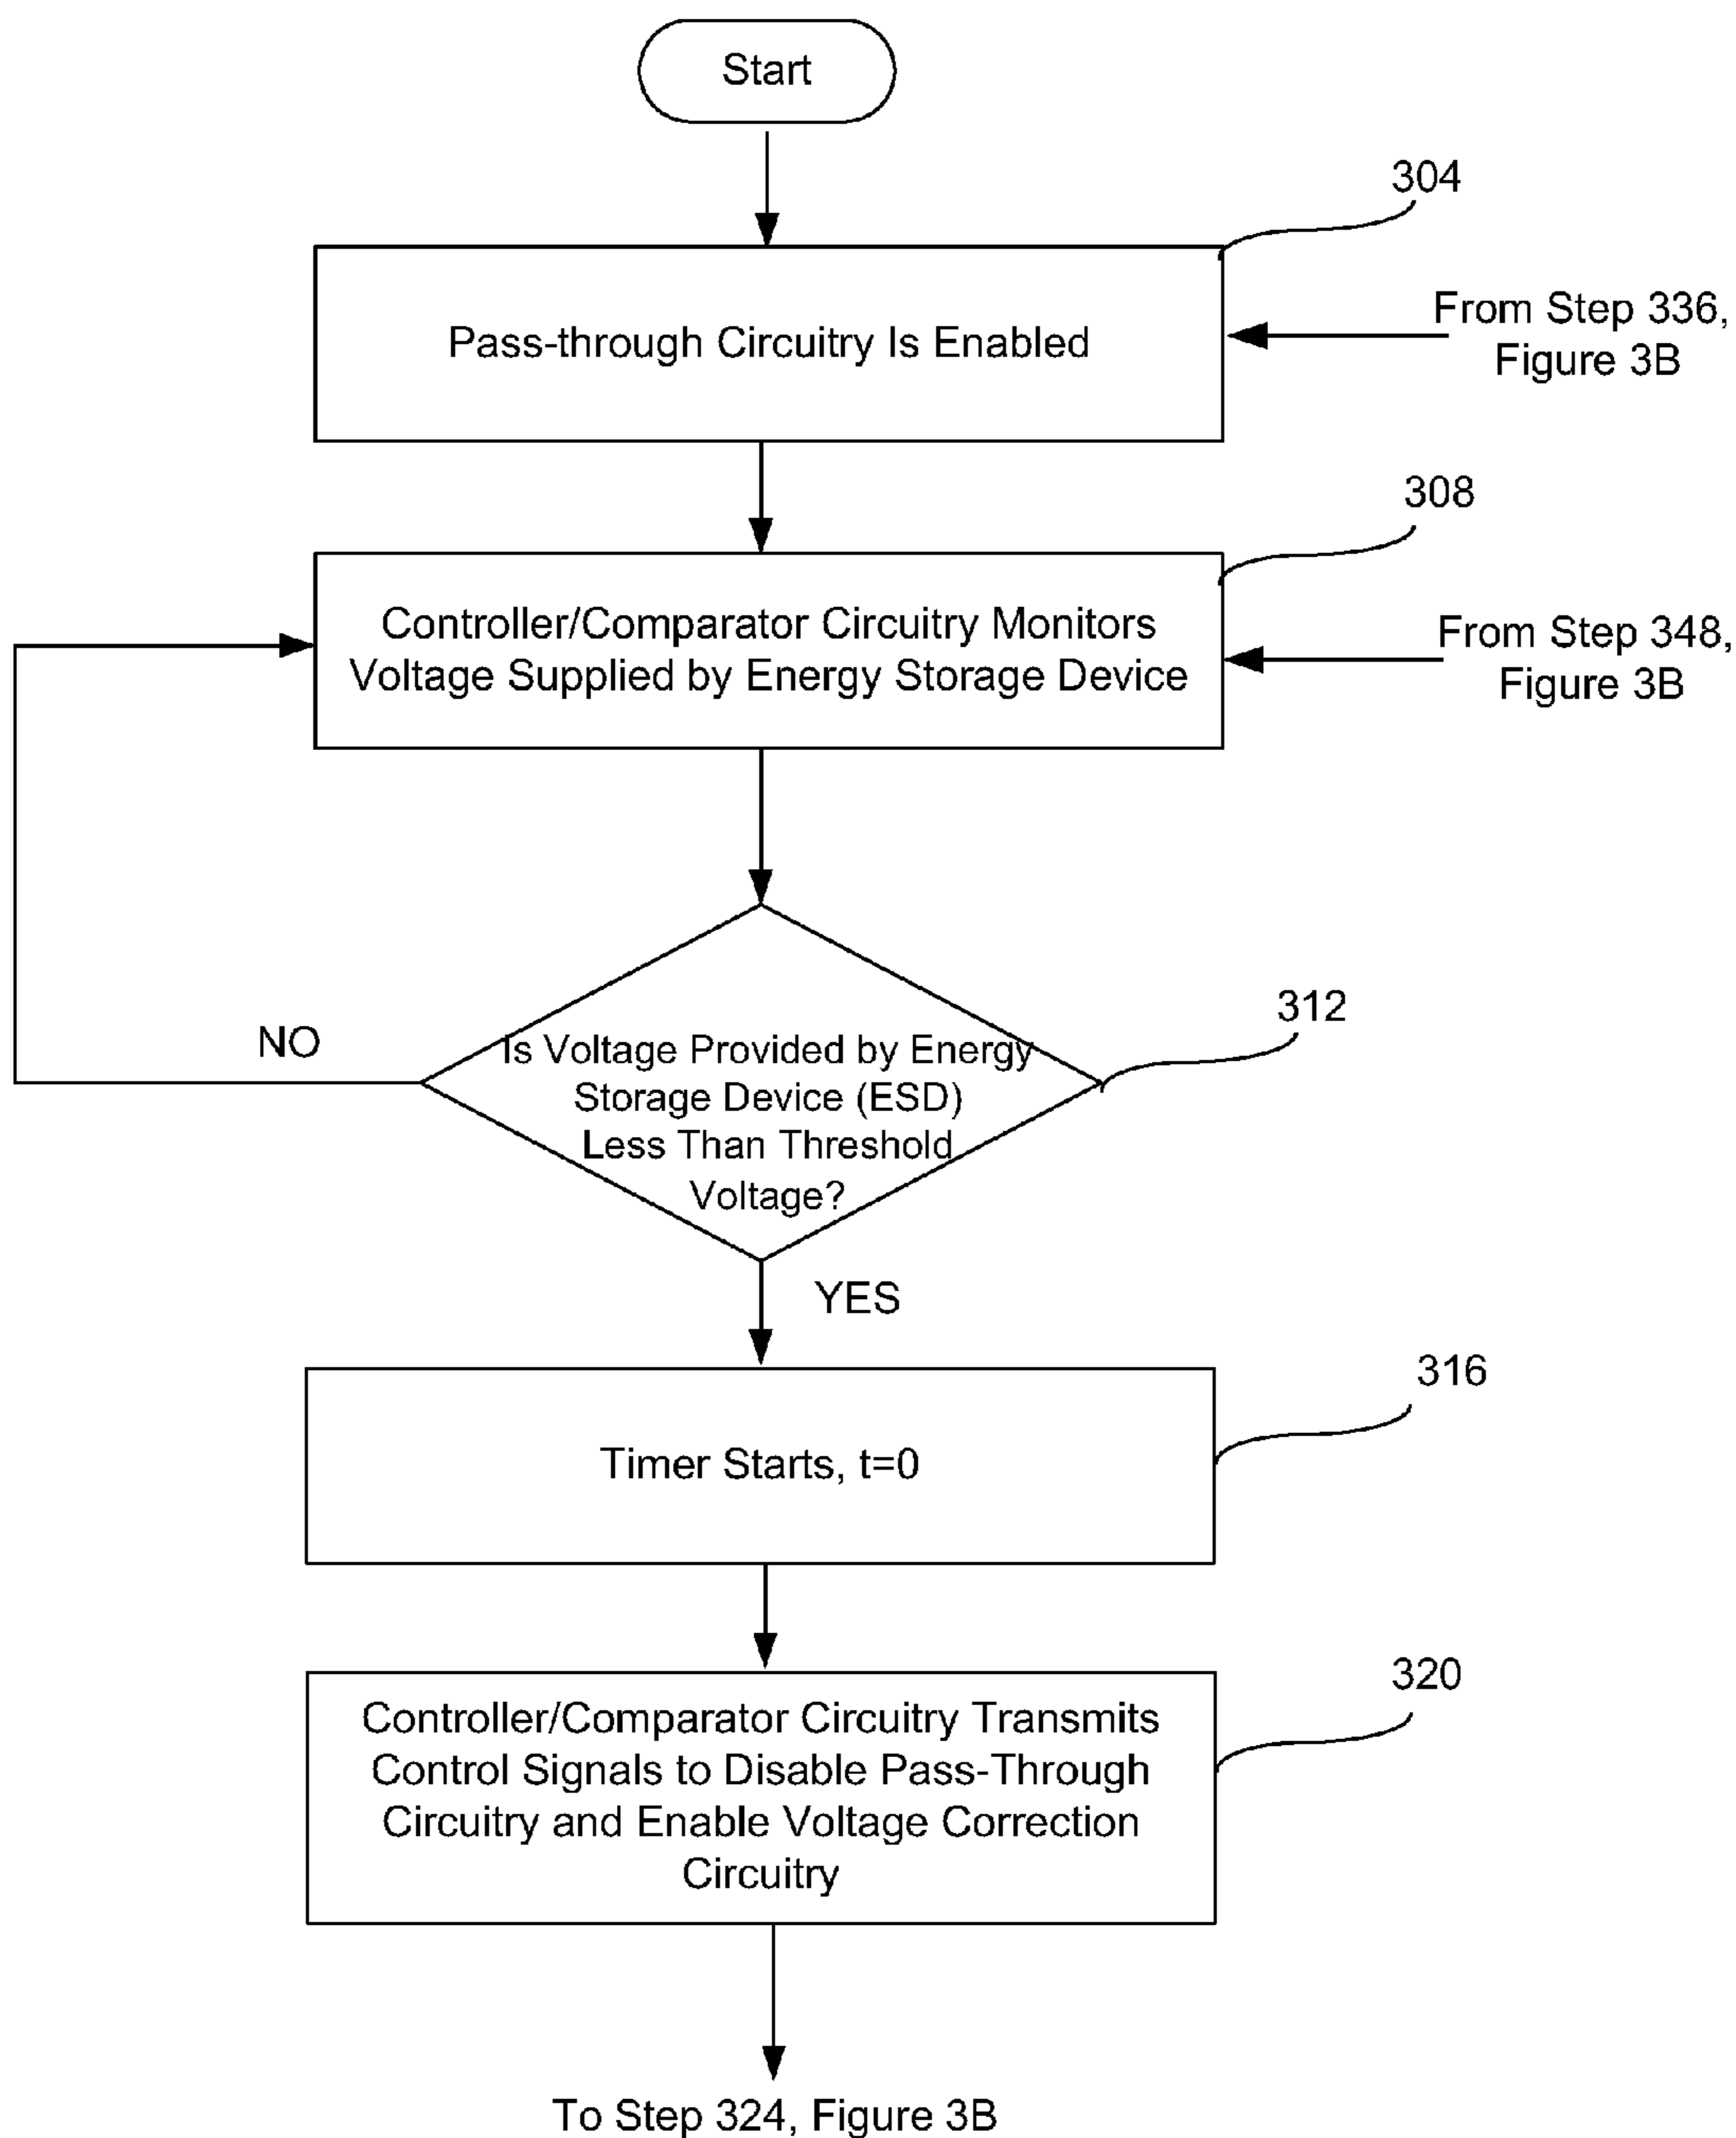 Start
304
Pass-through Circuitry Is Enabled
From Step 336,
Figure 3B
308
Controller/Comparator Circuitry Monitors
Voltage Supplied by Energy Storage Device
From Step 348,
Figure 3B
312
NO
Is Voltage Provided by Energy
Storage Device (ESD)
Less Than Threshold
Voltage?
YES
316
Timer Starts, t=0
320
Controller/Comparator Circuitry Transmits
Control Signals to Disable Pass-Through
Circuitry and Enable Voltage Correction
Circuitry
To Step 324, Figure 3B